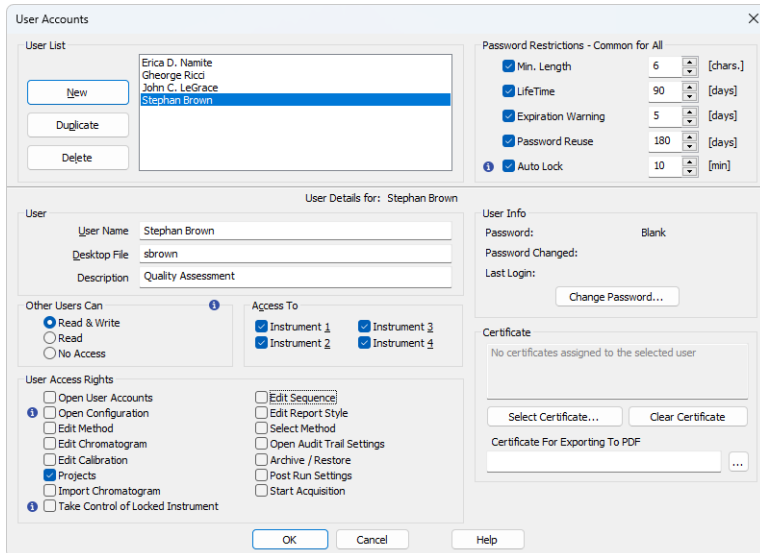 User Accounts
User List
New
Duplicate
Delete
Erica D. Namite
Gheorge Ricci
John C. LeGrace
Stephan Brown
Password Restrictions - Common for All
Min. Length 6 [chars.]
LifeTime 90 [days]
Expiration Warning 5 [days]
Password Reuse 180 [days]
Auto Lock 10 [min]
User Details for: Stephan Brown
User
User Name Stephan Brown
Desktop File sbrown
Description Quality Assessment
User Info
Password: Blank
Password Changed:
Last Login:
Change Password...
Other Users Can
Read & Write
Read
No Access
Access To
Instrument 1
Instrument 2
Instrument 3
Instrument 4
Certificate
No certificates assigned to the selected user
Select Certificate...
Clear Certificate
Certificate For Exporting To PDF
...
User Access Rights
Open User Accounts
Open Configuration
Edit Method
Edit Chromatogram
Edit Calibration
Projects
Import Chromatogram
Take Control of Locked Instrument
Edit Sequence
Edit Report Style
Select Method
Open Audit Trail Settings
Archive / Restore
Post Run Settings
Start Acquisition
OK
Cancel
Help